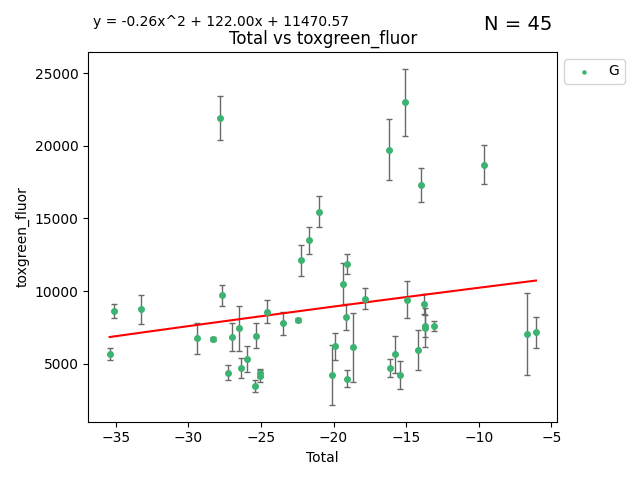 y = -0.26x^2 + 122.00x + 11470.57
N = 45
Total vs toxgreen_fluor
G
toxgreen_fluor
25000
20000
15000
10000
5000
−35
−30
−25
−20
−15
−10
−5
Total